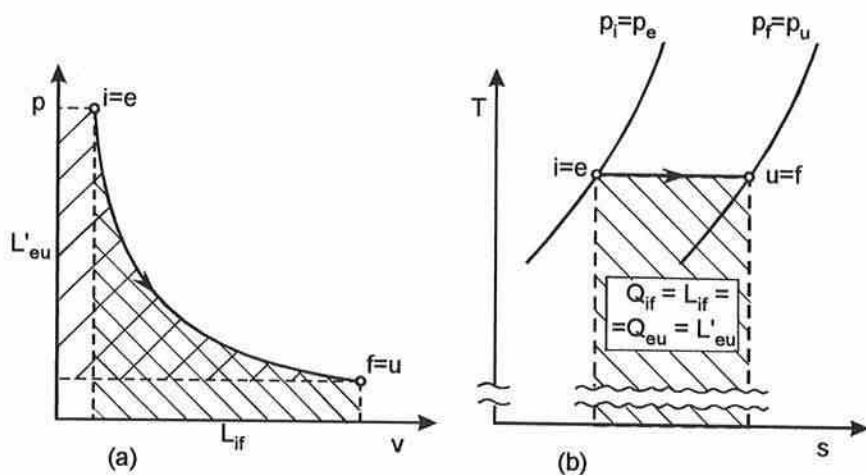 p
i=e
L'eu
f=u
Lif
v
(a)
pi=pe
pf=pu
T
i=e
u=f
Qif = Lif =
=Qeu = L'eu
(b)
s